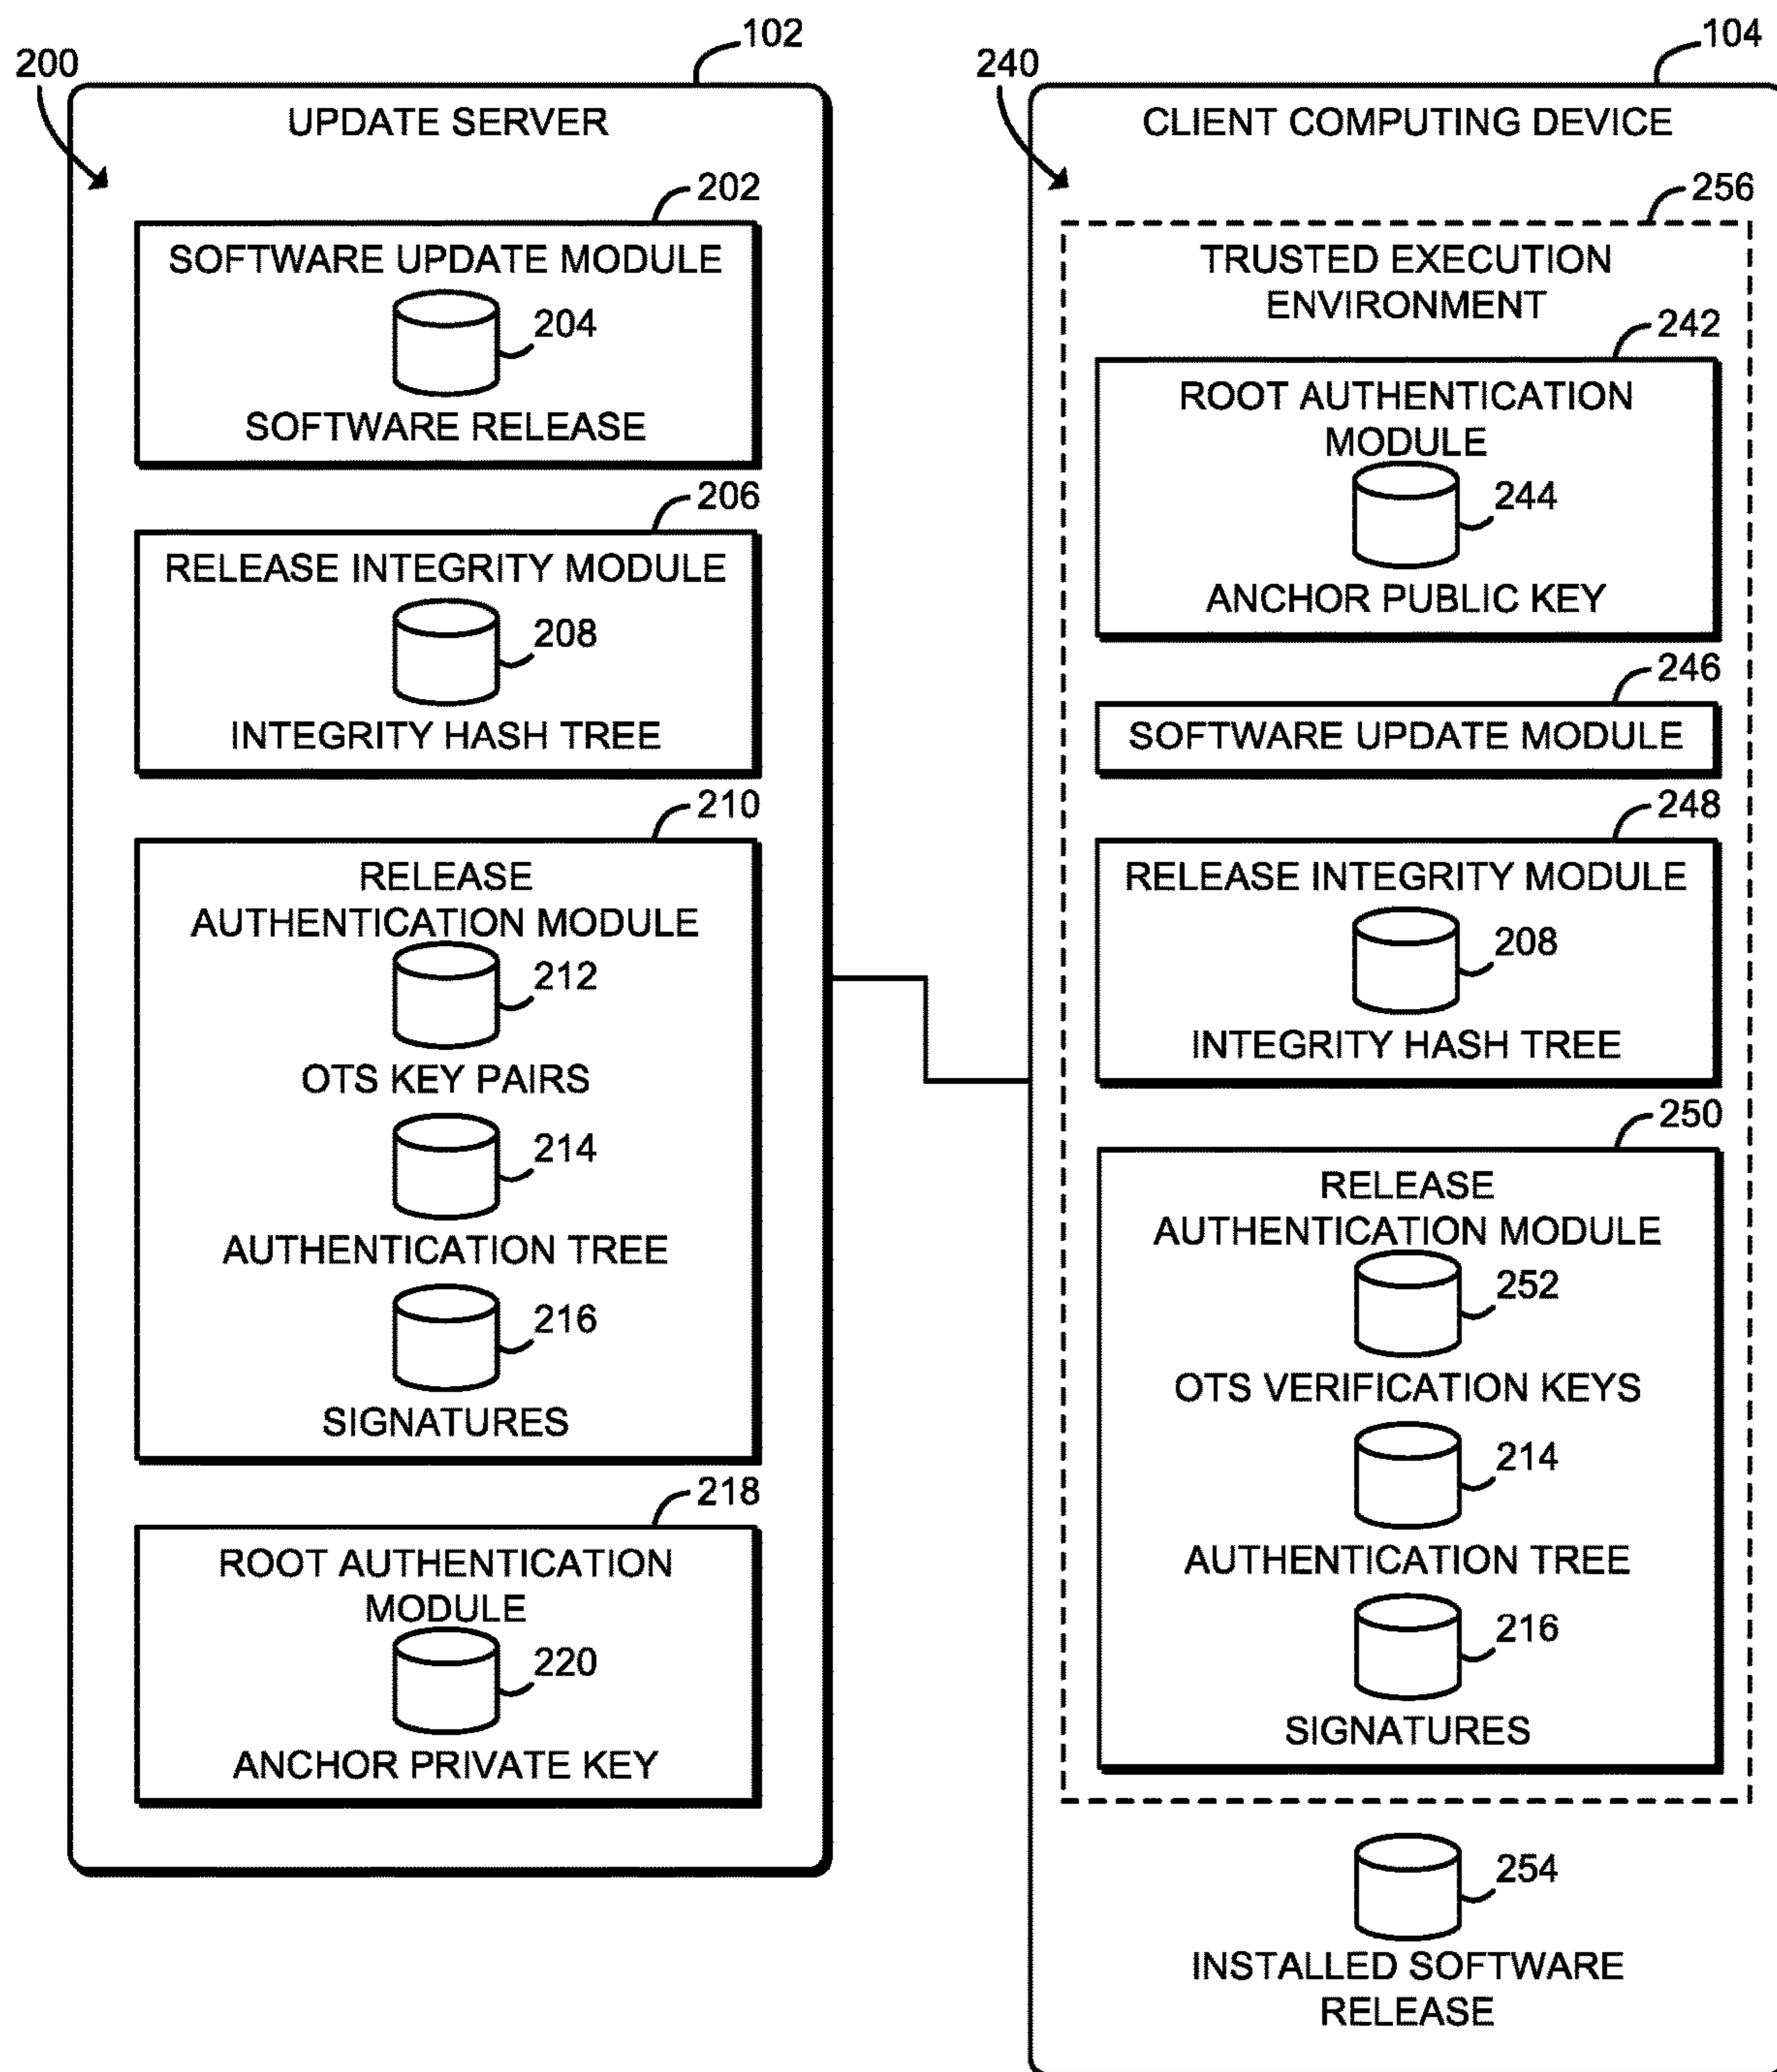 102
200
UPDATE SERVER
202
SOFTWARE UPDATE MODULE
204
SOFTWARE RELEASE
206
RELEASE INTEGRITY MODULE
208
INTEGRITY HASH TREE
210
RELEASE
AUTHENTICATION MODULE
212
OTS KEY PAIRS
214
AUTHENTICATION TREE
216
SIGNATURES
218
ROOT AUTHENTICATION
MODULE
220
ANCHOR PRIVATE KEY
104
240
CLIENT COMPUTING DEVICE
256
TRUSTED EXECUTION
ENVIRONMENT
242
ROOT AUTHENTICATION
MODULE
244
ANCHOR PUBLIC KEY
246
SOFTWARE UPDATE MODULE
248
RELEASE INTEGRITY MODULE
208
INTEGRITY HASH TREE
250
RELEASE
AUTHENTICATION MODULE
252
OTS VERIFICATION KEYS
214
AUTHENTICATION TREE
216
SIGNATURES
254
INSTALLED SOFTWARE
RELEASE